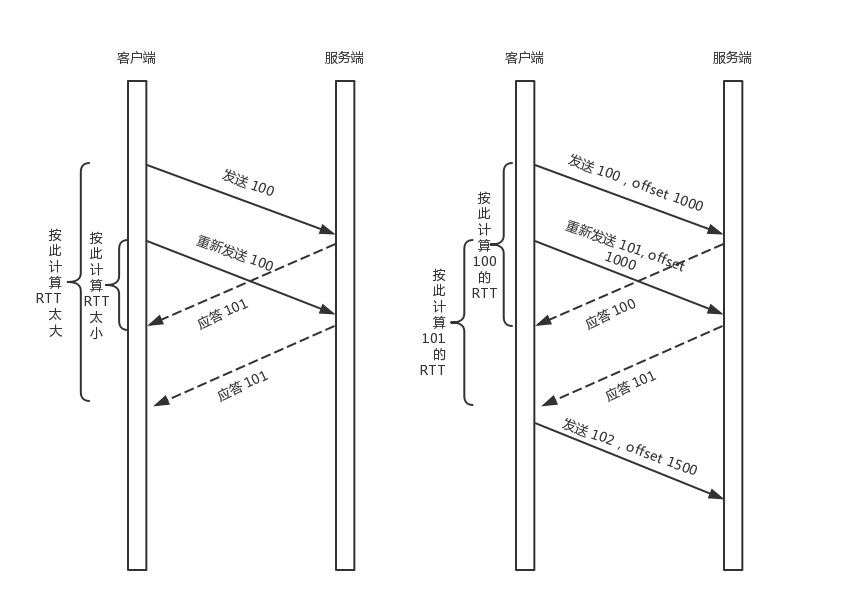 客户端
服务端
发送 100
重新发送 100
应答 101
应答 101
按此计算RTT太大
按此计算RTT太小
客户端
服务端
发送 100，offset 1000
重新发送 101, offset
1000
应答 100
应答 101
发送 102，offset 1500
按此计算100的RTT
按此计算101的RTT